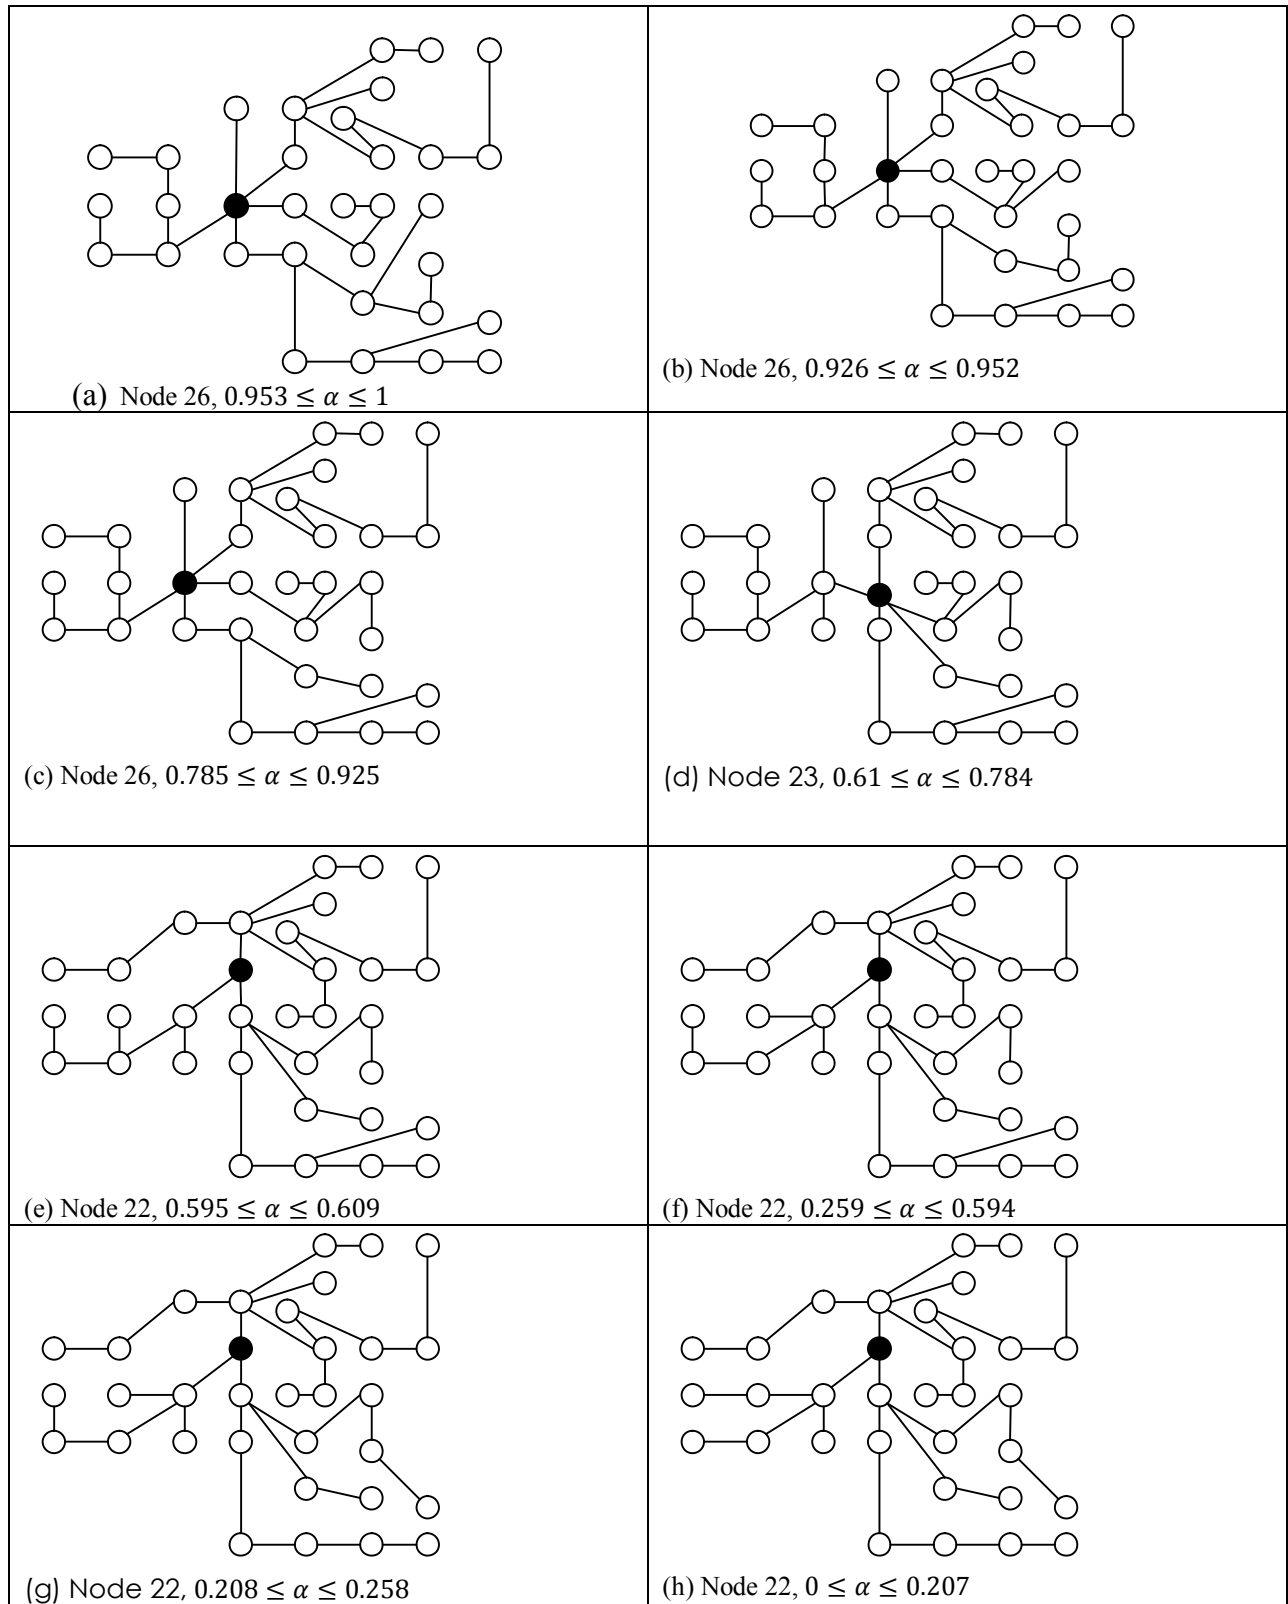 (a) Node 26, 0.953 ≤ α ≤ 1
(b) Node 26, 0.926 ≤ α ≤ 0.952
(c) Node 26, 0.785 ≤ α ≤ 0.925
(d) Node 23, 0.61 ≤ α ≤ 0.784
(e) Node 22, 0.595 ≤ α ≤ 0.609
(f) Node 22, 0.259 ≤ α ≤ 0.594
(g) Node 22, 0.208 ≤ α ≤ 0.258
(h) Node 22, 0 ≤ α ≤ 0.207